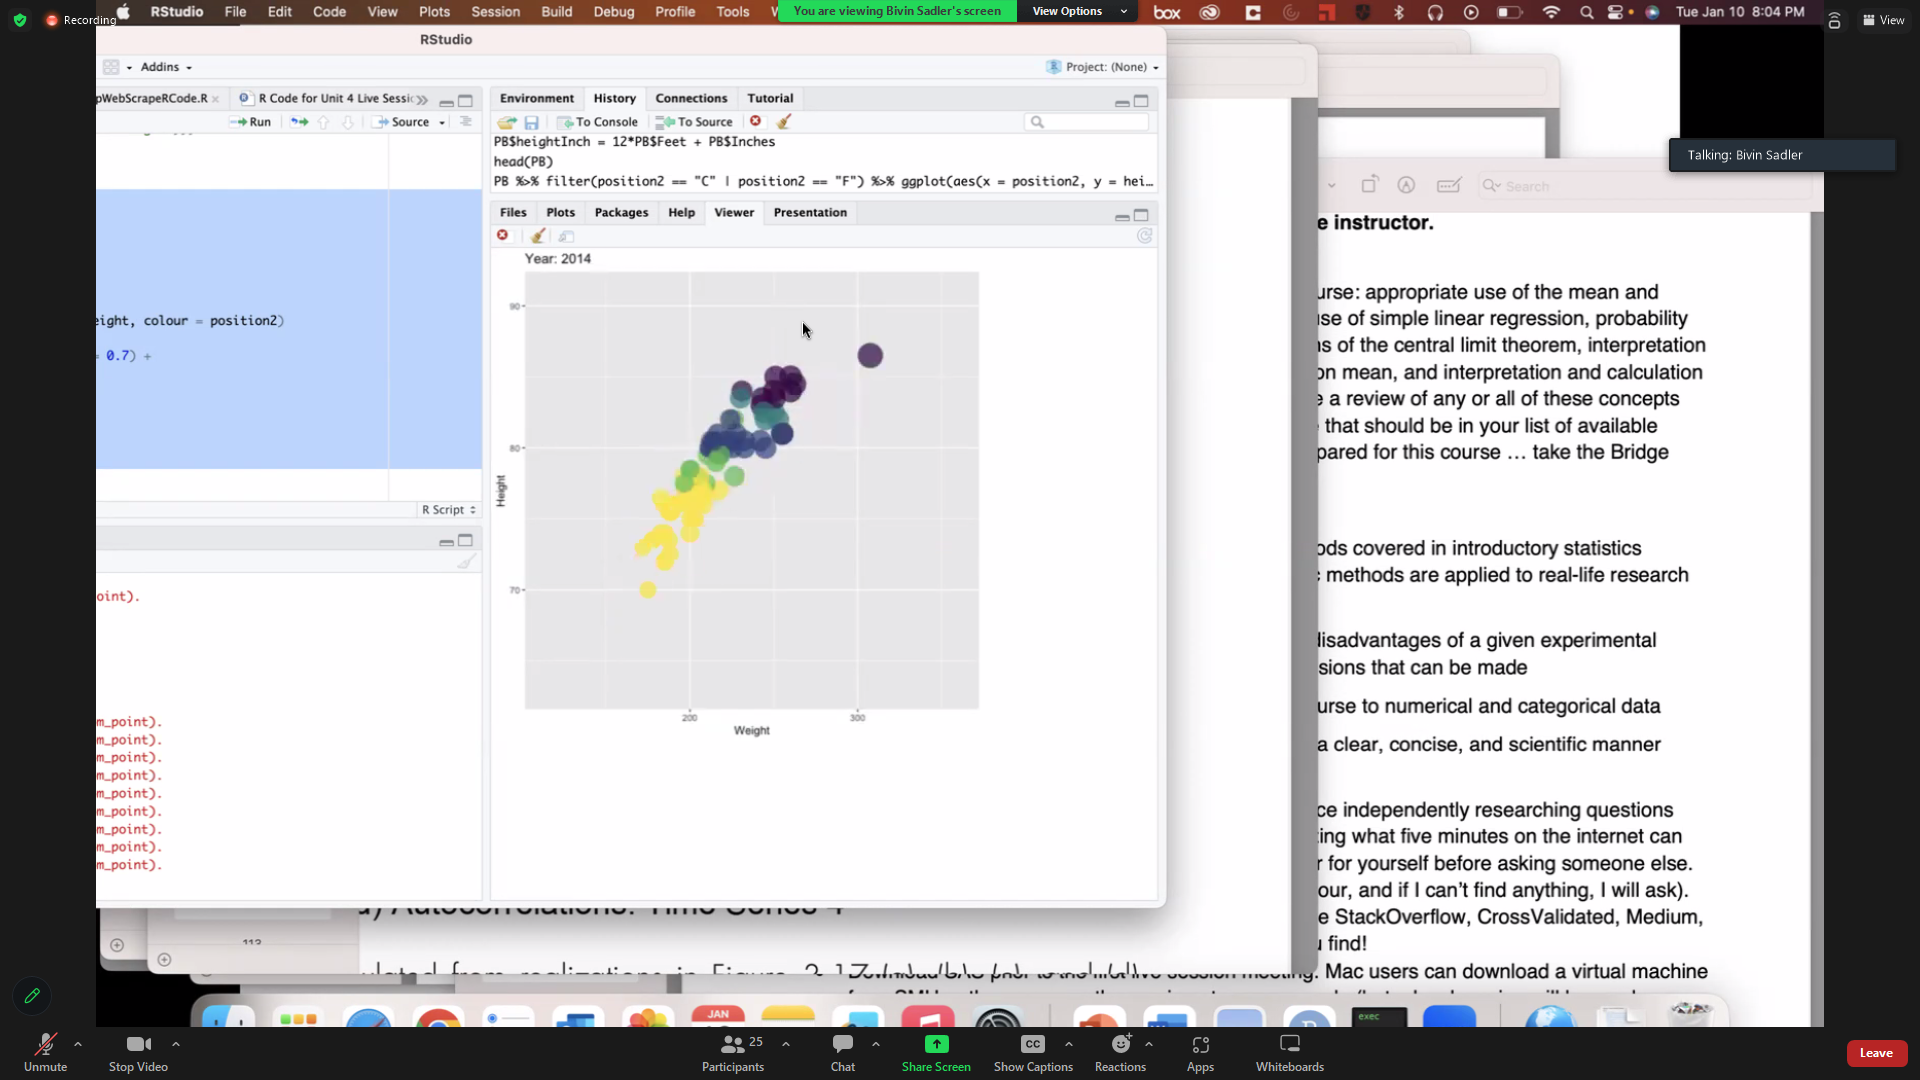 Recording
RStudio File Edit Code View Plots Session Build Debug Profile Tools
You are viewing Bivin Sadler's screen
View Options
box
Tue Jan 10 8:04 PM
View
RStudio
Addins
Project: (None)
pWebScrapeRCode.R
R Code for Unit 4 Live Sessic
Run
Source
eight, colour = position2)
= 0.7) +
R Script
oint).
m_point).
m_point).
m_point).
m_point).
m_point).
m_point).
m_point).
m_point).
m_point).
Environment History Connections Tutorial
To Console To Source
PB$heightInch = 12*PB$Feet + PB$Inches
head(PB)
PB %>% filter(position2 == "C" | position2 == "F") %>% ggplot(aes(x = position2, y = hei…
Files Plots Packages Help Viewer Presentation
Year: 2014
90
80
70
Height
200 300
Weight
Talking: Bivin Sadler
Search
e instructor.
urse: appropriate use of the mean and
use of simple linear regression, probability
ns of the central limit theorem, interpretation
on mean, and interpretation and calculation
e a review of any or all of these concepts
that should be in your list of available
pared for this course … take the Bridge
ods covered in introductory statistics
c methods are applied to real-life research
disadvantages of a given experimental
sions that can be made
urse to numerical and categorical data
a clear, concise, and scientific manner
ce independently researching questions
ting what five minutes on the internet can
r for yourself before asking someone else.
our, and if I can't find anything, I will ask).
e StackOverflow, CrossValidated, Medium,
u find!
Mac users can download a virtual machine
113
JAN
exec
Unmute
Stop Video
25
Participants
Chat
Share Screen
CC
Show Captions
Reactions
Apps
Whiteboards
Leave